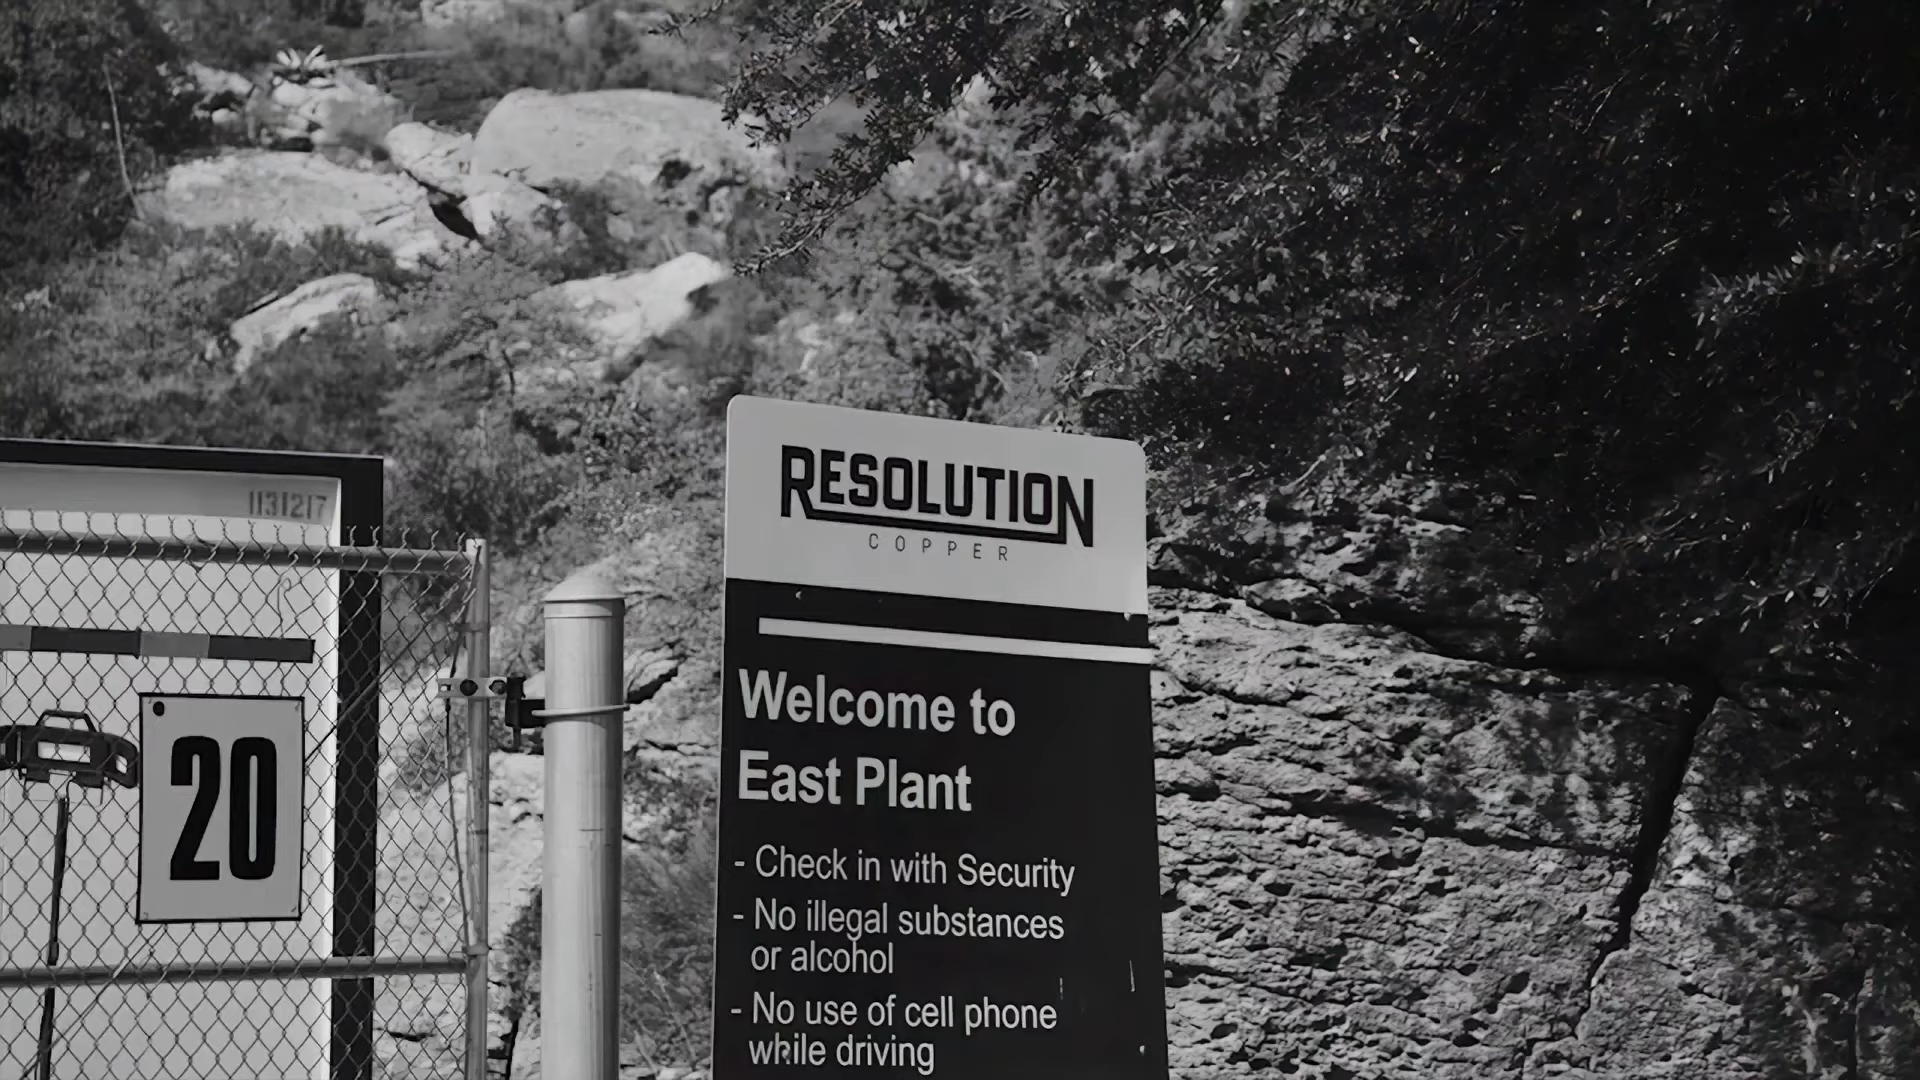 1131217
20
RESOLUTION
COPPER
Welcome to
East Plant
- Check in with Security
- No illegal substances
or alcohol
- No use of cell phone
while driving